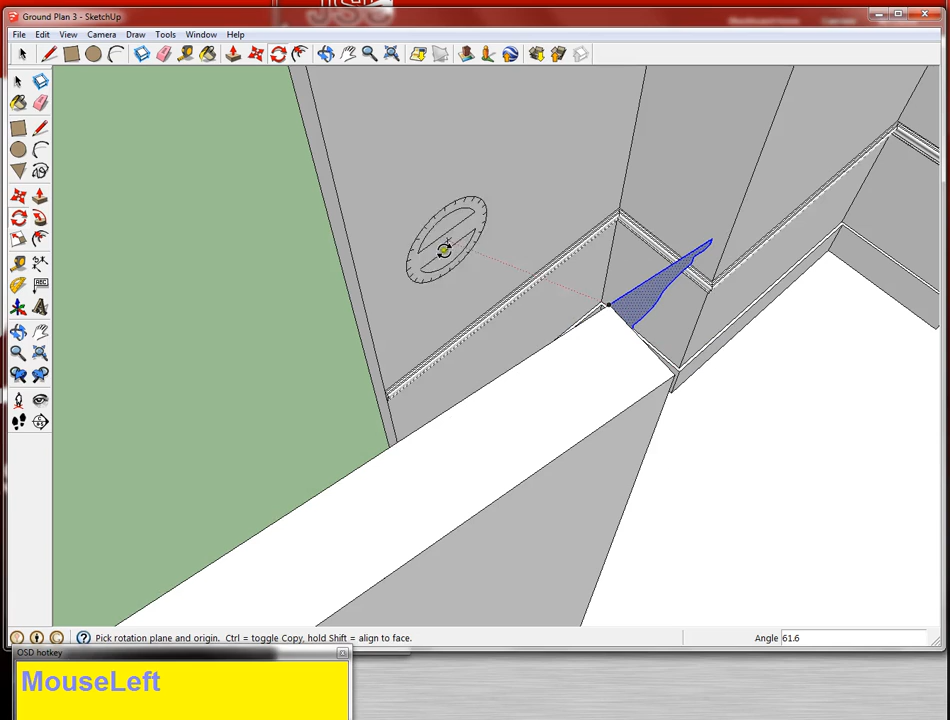 Ground Plan 3 - SketchUp
File Edit View Camera Draw Tools Window Help
Pick rotation plane and origin. Ctrl = toggle Copy, hold Shift = align to face.
Angle 61.6
OSD hotkey
MouseLeft